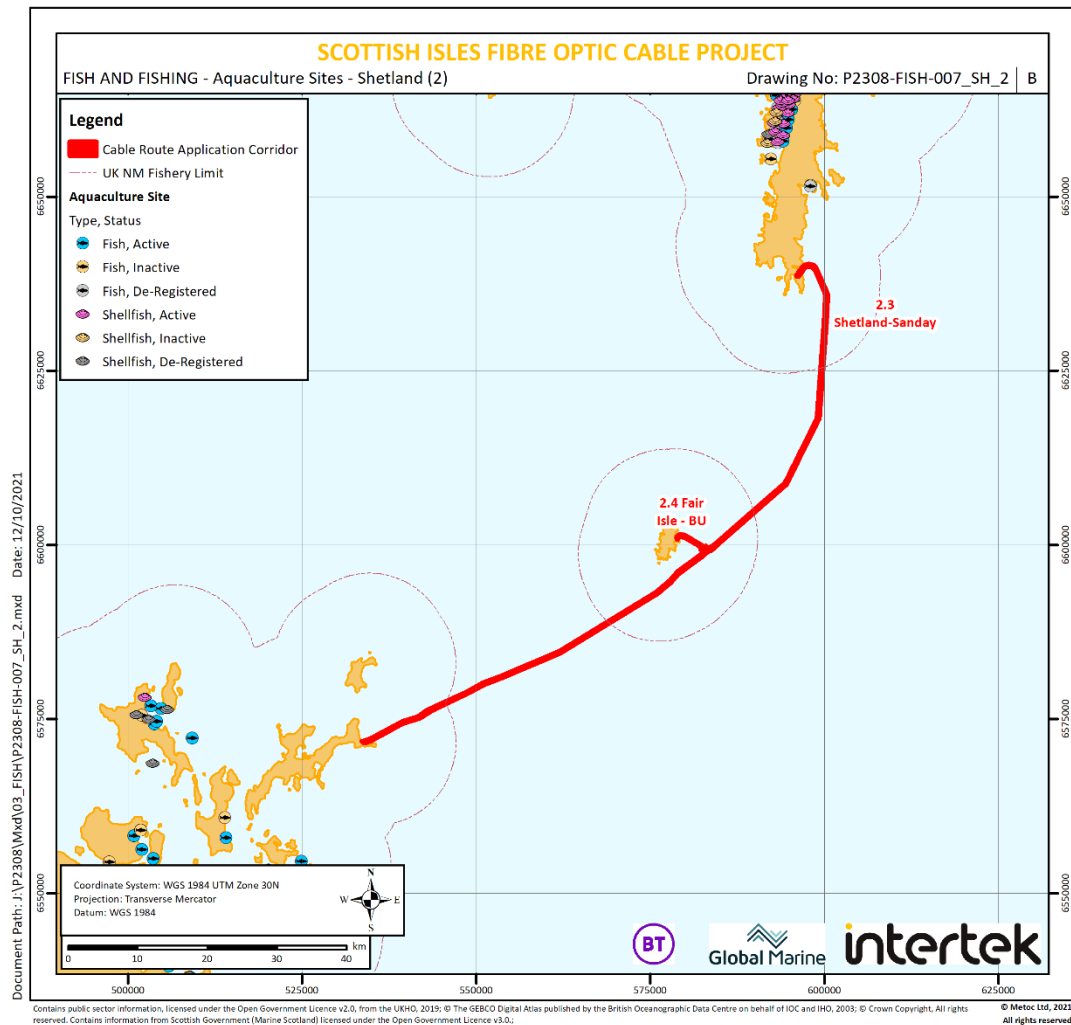 SCOTTISH ISLES FIBRE OPTIC CABLE PROJECT
FISH AND FISHING - Aquaculture Sites - Shetland (2)
Drawing No: P2308-FISH-007_SH_2
B
Legend
Cable Route Application Corridor
UK NM Fishery Limit
Aquaculture Site
Type, Status
Fish, Active
Fish, Inactive
Fish, De-Registered
Shellfish, Active
Shellfish, Inactive
Shellfish, De-Registered
2.3
Shetland-Sanday
2.4 Fair
Isle - BU
6650000
6625000
6600000
6575000
6550000
6650000
6625000
6600000
6575000
6550000
Coordinate System: WGS 1984 UTM Zone 30N
Projection: Transverse Mercator
Datum: WGS 1984
N
W
E
S
0 10 20 30 40
km
BT
Global Marine
intertek
500000 525000 550000 575000 600000 625000
Document Path: J:\P2308\Mxd\03_FISH\P2308-FISH-007_SH_2.mxd Date: 12/10/2021
Contains public sector information, licensed under the Open Government Licence v2.0, from the UKHO, 2019; © The GEBCO Digital Atlas published by the British Oceanographic Data Centre on behalf of IOC and IHO, 2003; © Crown Copyright, All rights
reserved. Contains information from Scottish Government (Marine Scotland) licensed under the Open Government Licence v3.0.;
© Metoc Ltd, 2021
All rights reserved